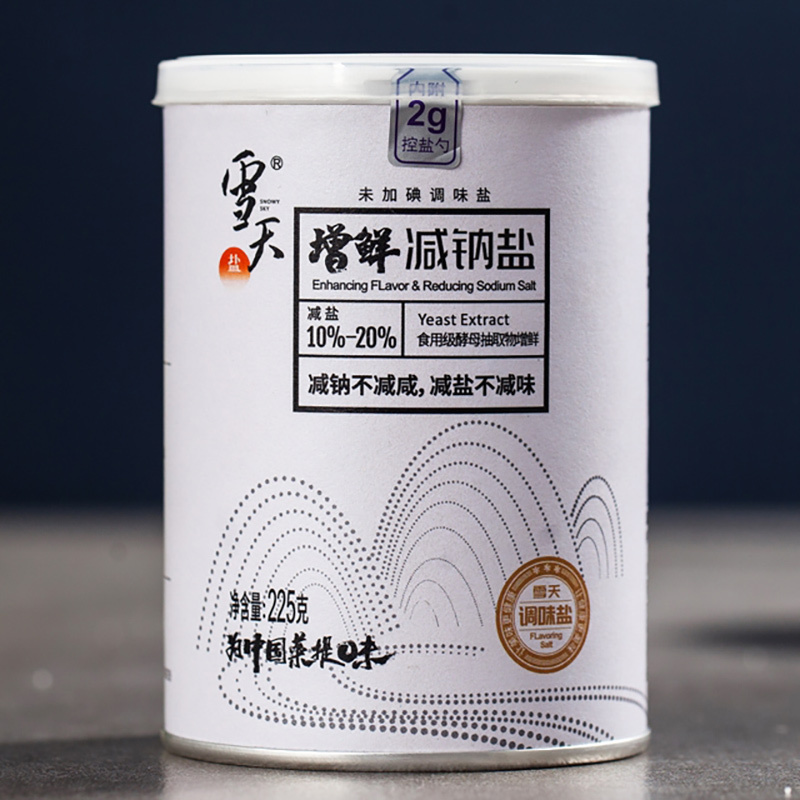 内附
2g
控盐勺
雪天®
SNOWY
SKY
盐
未加碘调味盐
增鲜减钠盐
Enhancing FLavor & Reducing Sodium Salt
减盐
10%-20%
Yeast Extract
食用级酵母抽取物增鲜
减钠不减咸,减盐不减味
净含量:225克
为中国菜提味
雪天
调味盐
FLavoring
Salt